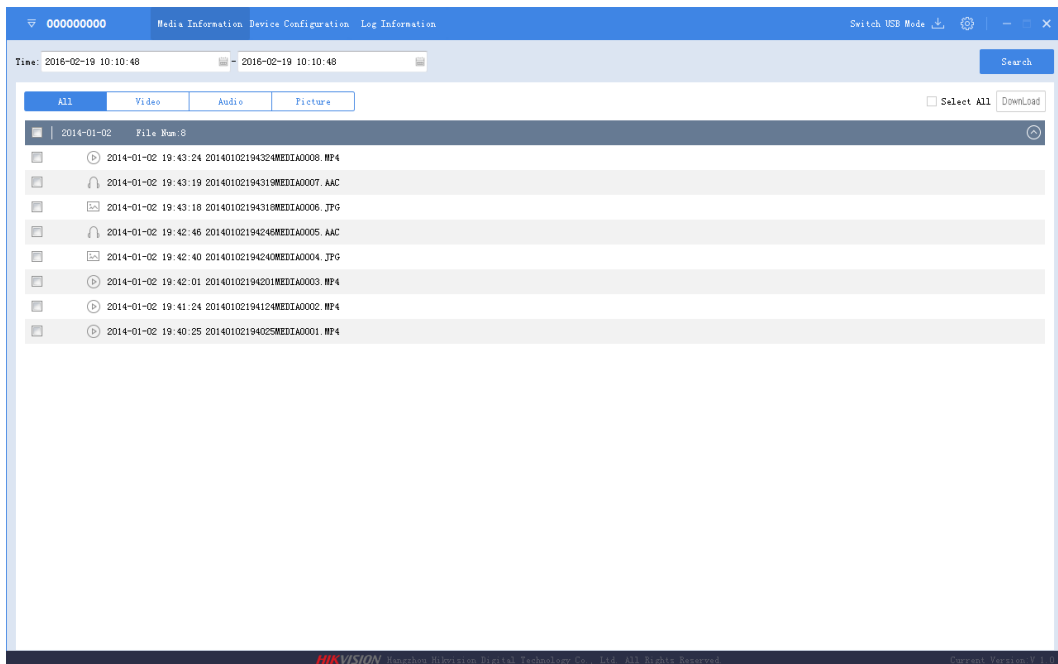 000000000 Media Information Device Configuration Log Information Switch USB Mode
Time: 2016-02-19 10:10:48 - 2016-02-19 10:10:48 Search
All Video Audio Picture Select All DownLoad
2014-01-02 File Num:8
2014-01-02 19:43:24 20140102194324MEDIA0008.MP4
2014-01-02 19:43:19 20140102194319MEDIA0007.AAC
2014-01-02 19:43:18 20140102194318MEDIA0006.JPG
2014-01-02 19:42:46 20140102194246MEDIA0005.AAC
2014-01-02 19:42:40 20140102194240MEDIA0004.JPG
2014-01-02 19:42:01 20140102194201MEDIA0003.MP4
2014-01-02 19:41:24 20140102194124MEDIA0002.MP4
2014-01-02 19:40:25 20140102194025MEDIA0001.MP4
HIKVISION Hangzhou Hikvision Digital Technology Co., Ltd. All Rights Reserved. Current Version V 1.0